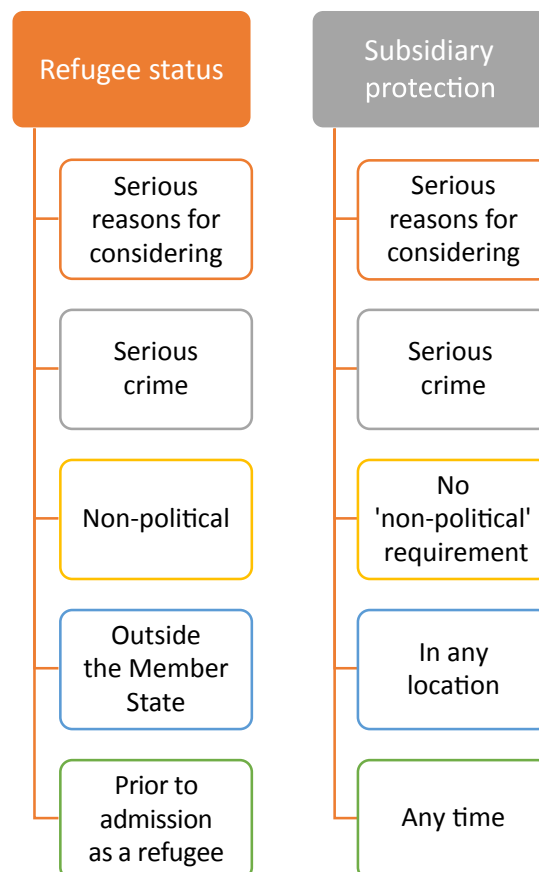 Refugee status
Serious
reasons for
considering
Serious
crime
Non-political
Outside
the Member
State
Prior to
admission
as a refugee
Subsidiary
protection
Serious
reasons for
considering
Serious
crime
No
'non-political'
requirement
In any
location
Any time